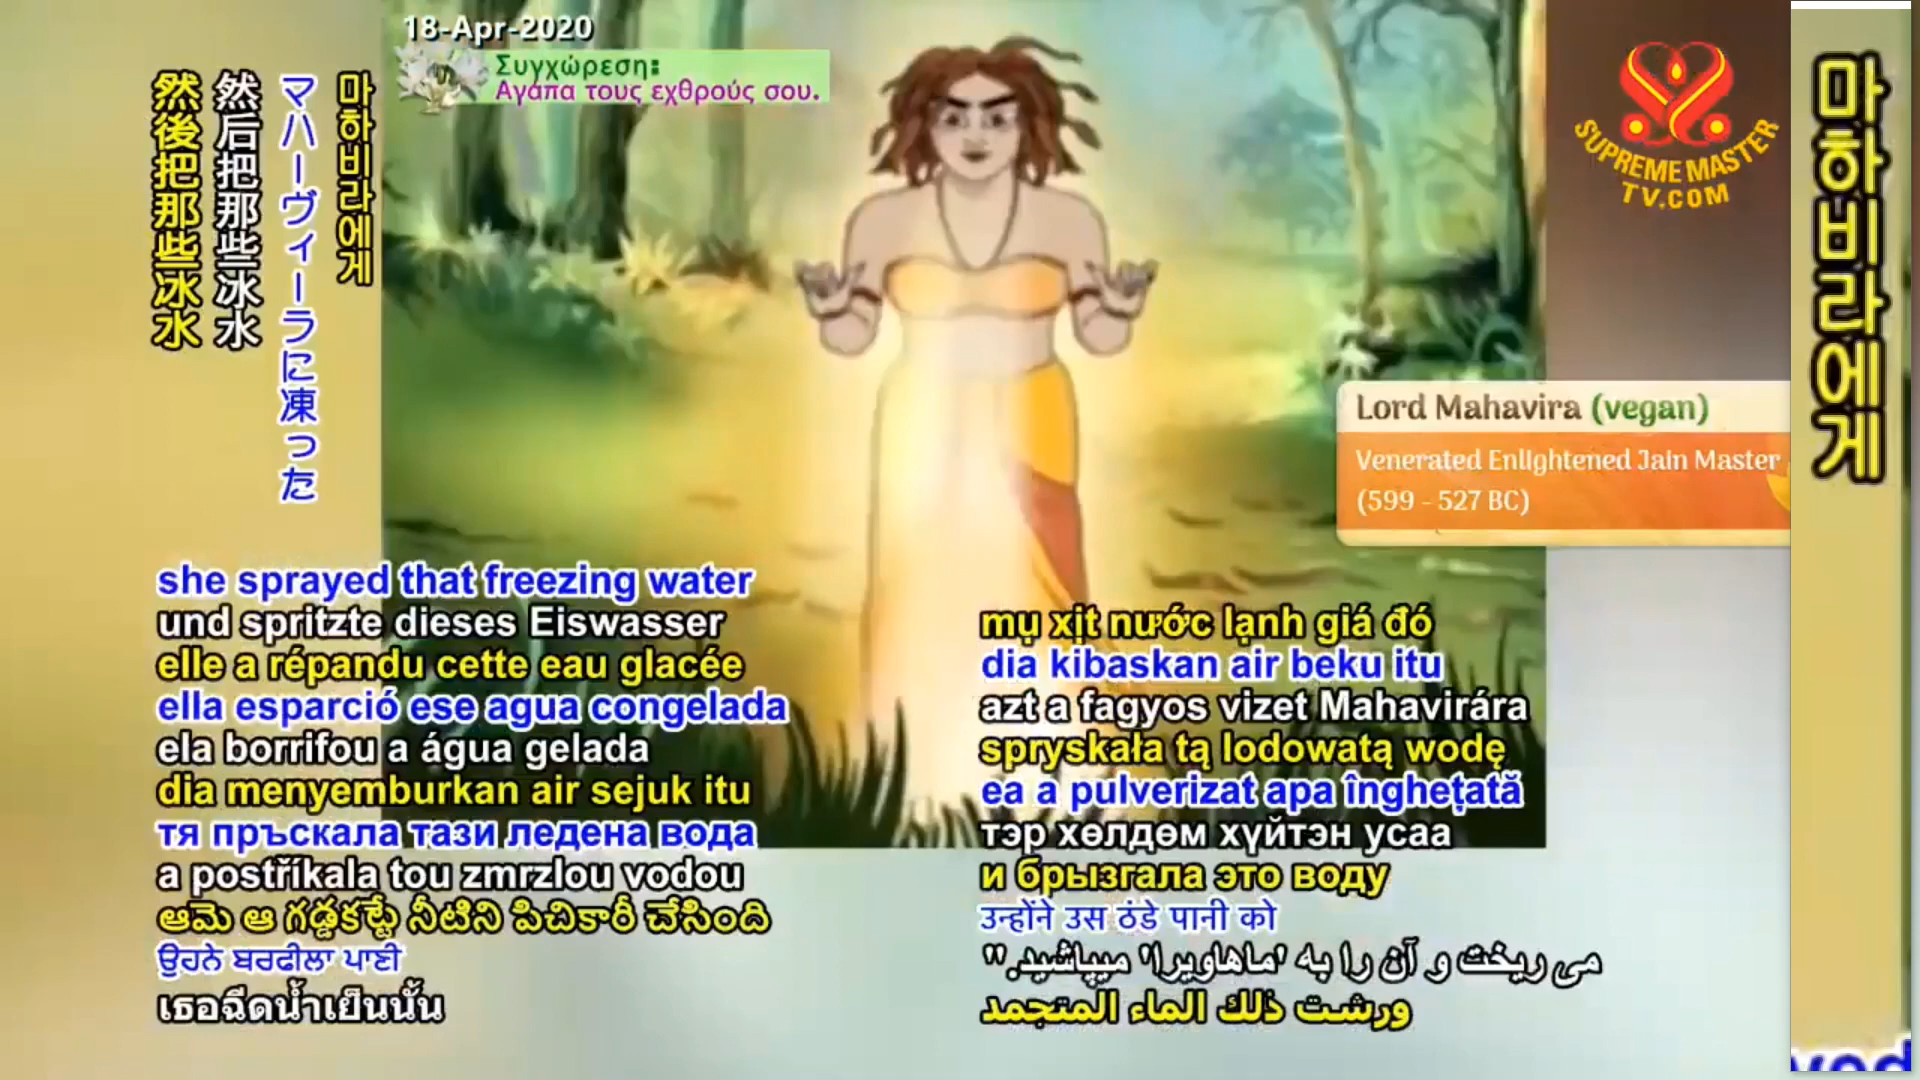 18-Apr-2020
Συγχώρεση:
Αγάπα τους εχθρούς σου.
마하비라에게
マハーヴィーラに凍った
然后把那些冰水
然後把那些冰水
SUPREME MASTER
TV.COM
마하비라에게
Lord Mahavira (vegan)
Venerated Enlightened Jain Master
(599 - 527 BC)
she sprayed that freezing water
und spritzte dieses Eiswasser
elle a répandu cette eau glacée
ella esparció ese agua congelada
ela borrifou a água gelada
dia menyemburkan air sejuk itu
тя пръскала тази ледена вода
a postříkala tou zmrzlou vodou
ఆమె ఆ గడ్డకట్టే నీటిని పిచికారీ చేసింది
ਉਹਨੇ ਬਰਫੀਲਾ ਪਾਣੀ
เธอฉีดน้ำเย็นนั้น
mụ xịt nước lạnh giá đó
dia kibaskan air beku itu
azt a fagyos vizet Mahavirára
spryskała tą lodowatą wodę
ea a pulverizat apa înghețată
тэр хөлдөм хүйтэн усаа
и брызгала это воду
उन्होंने उस ठंडे पानी को
می ریخت و آن را به 'ماهاویرا' میپاشید."
ورشت ذلك الماء المتجمد